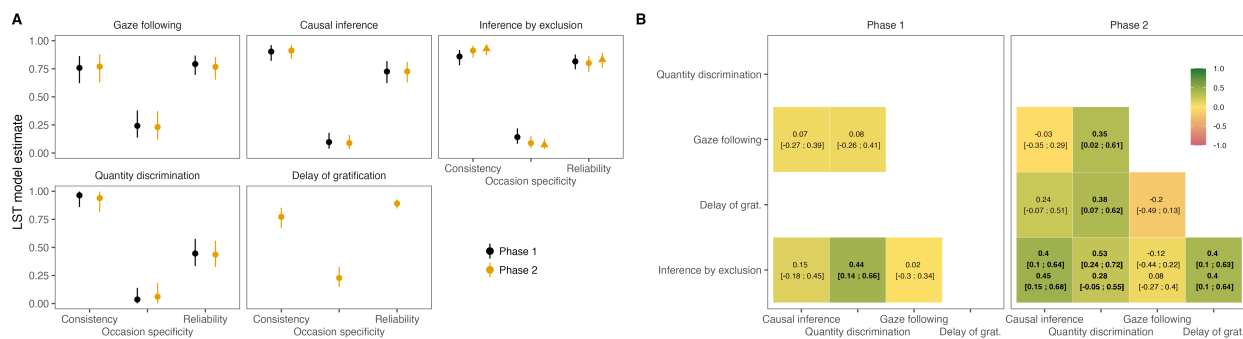 A
Gaze following
Causal inference
Inference by exclusion
LST model estimate
1.00
0.75
0.50
0.25
0.00
Consistency
Reliability
Occasion specificity
Quantity discrimination
Delay of gratification
1.00
0.75
0.50
0.25
0.00
Consistency
Reliability
Occasion specificity
Consistency
Reliability
Occasion specificity
Phase 1
Phase 2
B
Phase 1
Phase 2
Quantity discrimination
Gaze following
Delay of grat.
Inference by exclusion
0.07
[-0.27 ; 0.39]
0.08
[-0.26 ; 0.41]
0.15
[-0.18 ; 0.45]
0.44
[0.14 ; 0.66]
0.02
[-0.3 ; 0.34]
Causal inference
Gaze following
Quantity discrimination
Delay of grat.
1.0
0.5
0.0
-0.5
-1.0
-0.03
[-0.35 ; 0.29]
0.35
[0.02 ; 0.61]
0.24
[-0.07 ; 0.51]
0.38
[0.07 ; 0.62]
-0.2
[-0.49 ; 0.13]
0.4
[0.1 ; 0.64]
0.45
[0.15 ; 0.68]
0.53
[0.24 ; 0.72]
0.28
[-0.05 ; 0.55]
-0.12
[-0.44 ; 0.22]
0.08
[-0.27 ; 0.4]
0.4
[0.1 ; 0.63]
0.4
[0.1 ; 0.64]
Causal inference
Gaze following
Quantity discrimination
Delay of grat.